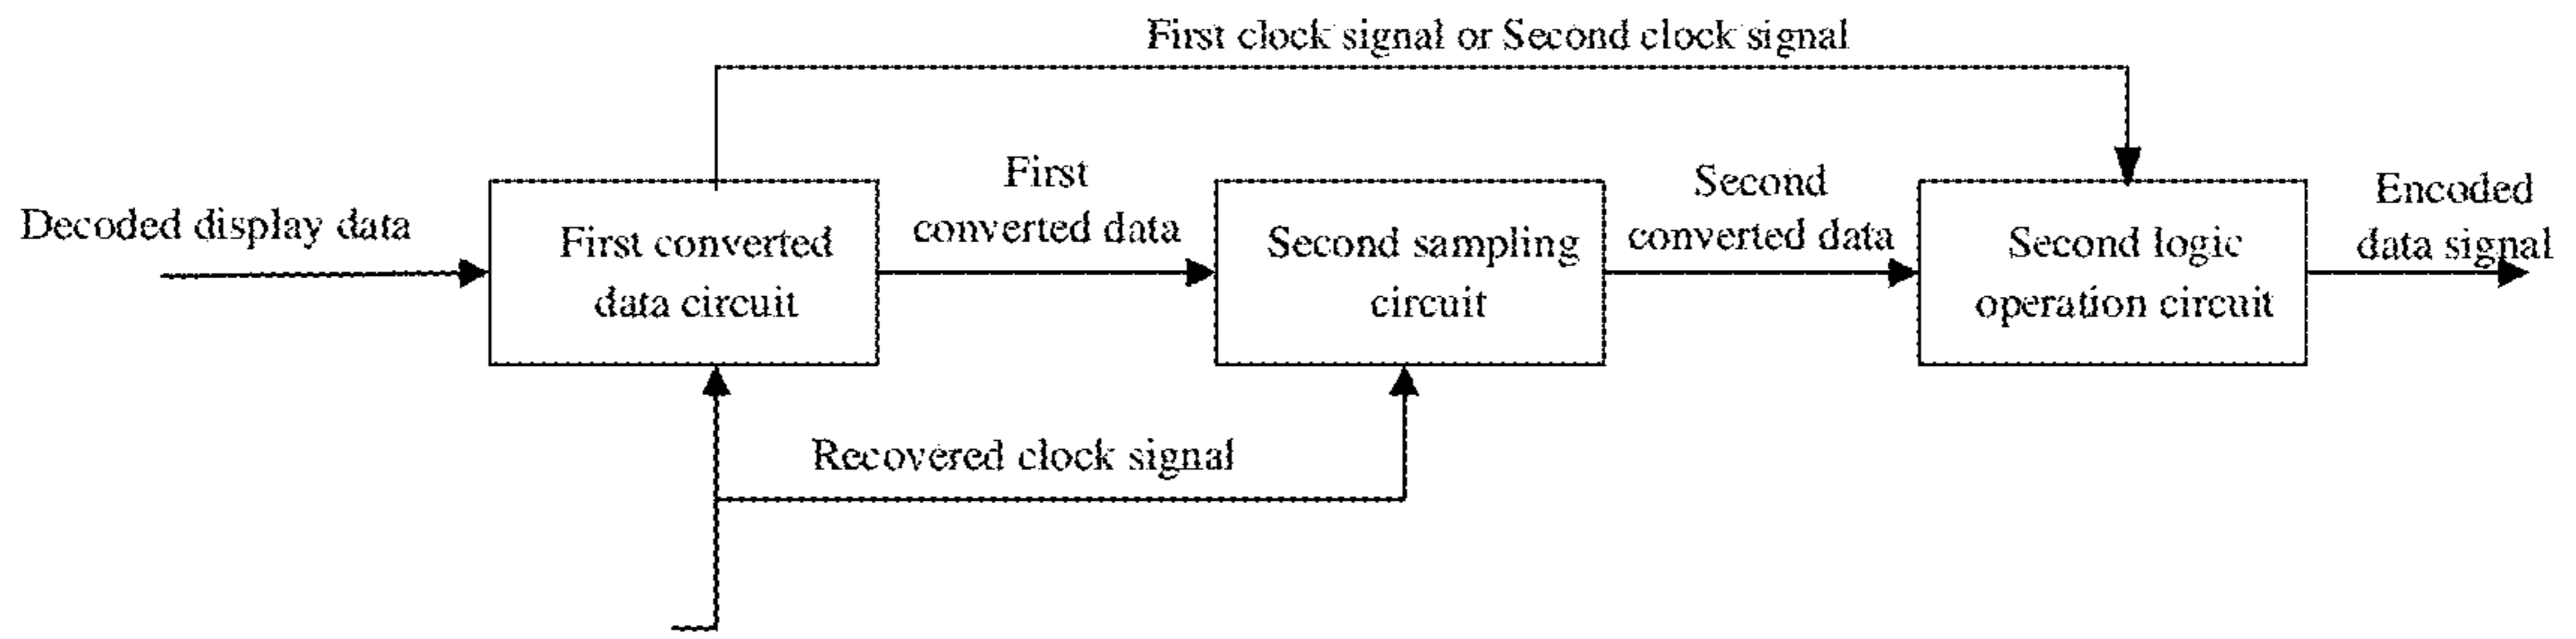 First clock signal or Second clock signal
Decoded display data
First converted
data circuit
First
converted data
Second sampling
circuit
Second
converted data
Second logic
operation circuit
Encoded
data signal
Recovered clock signal